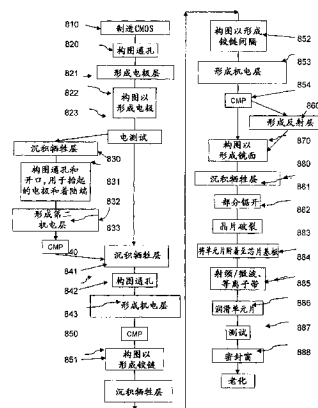 810
制造CMOS
820
构图通孔
821
形成电极层
822
构图以
形成电极
823
电测试
沉积牺牲层
830
构图通孔和
开口,用于抬起
的电极和着陆端
831
形成第二
机电层
832
833
CMP
840
沉积牺牲层
841
构图通孔
842
形成机电层
843
CMP
850
构图以
形成铰链
851
沉积牺牲层
构图以形成
铰链间隔
852
形成机电层
853
CMP
854
860
形成反射层
构图以
形成镜面
870
沉积牺牲层
880
部分锯开
881
晶片破裂
882
883
将单元片附着至芯片基板
884
射频/微波、
等离子带
885
润滑单元片
886
测试
887
密封窗
888
老化